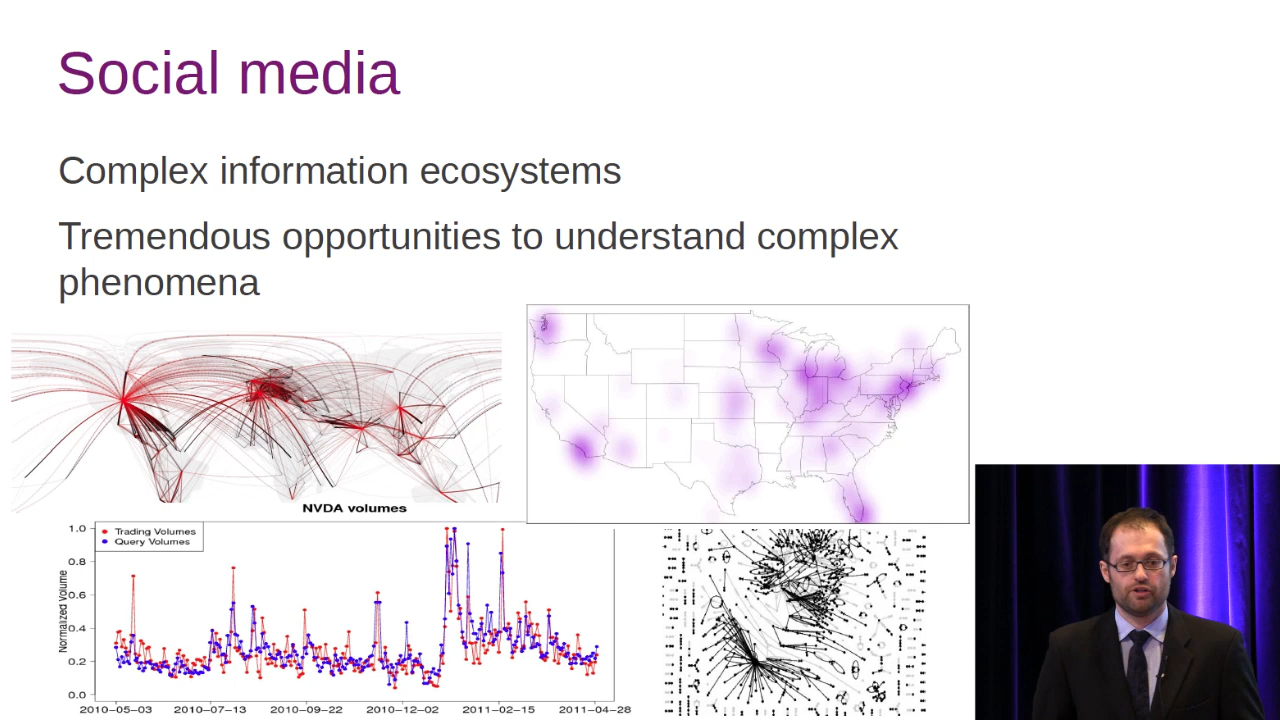 Social media
Complex information ecosystems
Tremendous opportunities to understand complex
phenomena
NVDA volumes
Trading Volumes
Query Volumes
Normalized Volume
1.0
0.8
0.6
0.4
0.2
0.0
2010−05−03 2010−07−13 2010−09−22 2010−12−02 2011−02−15 2011−04−28